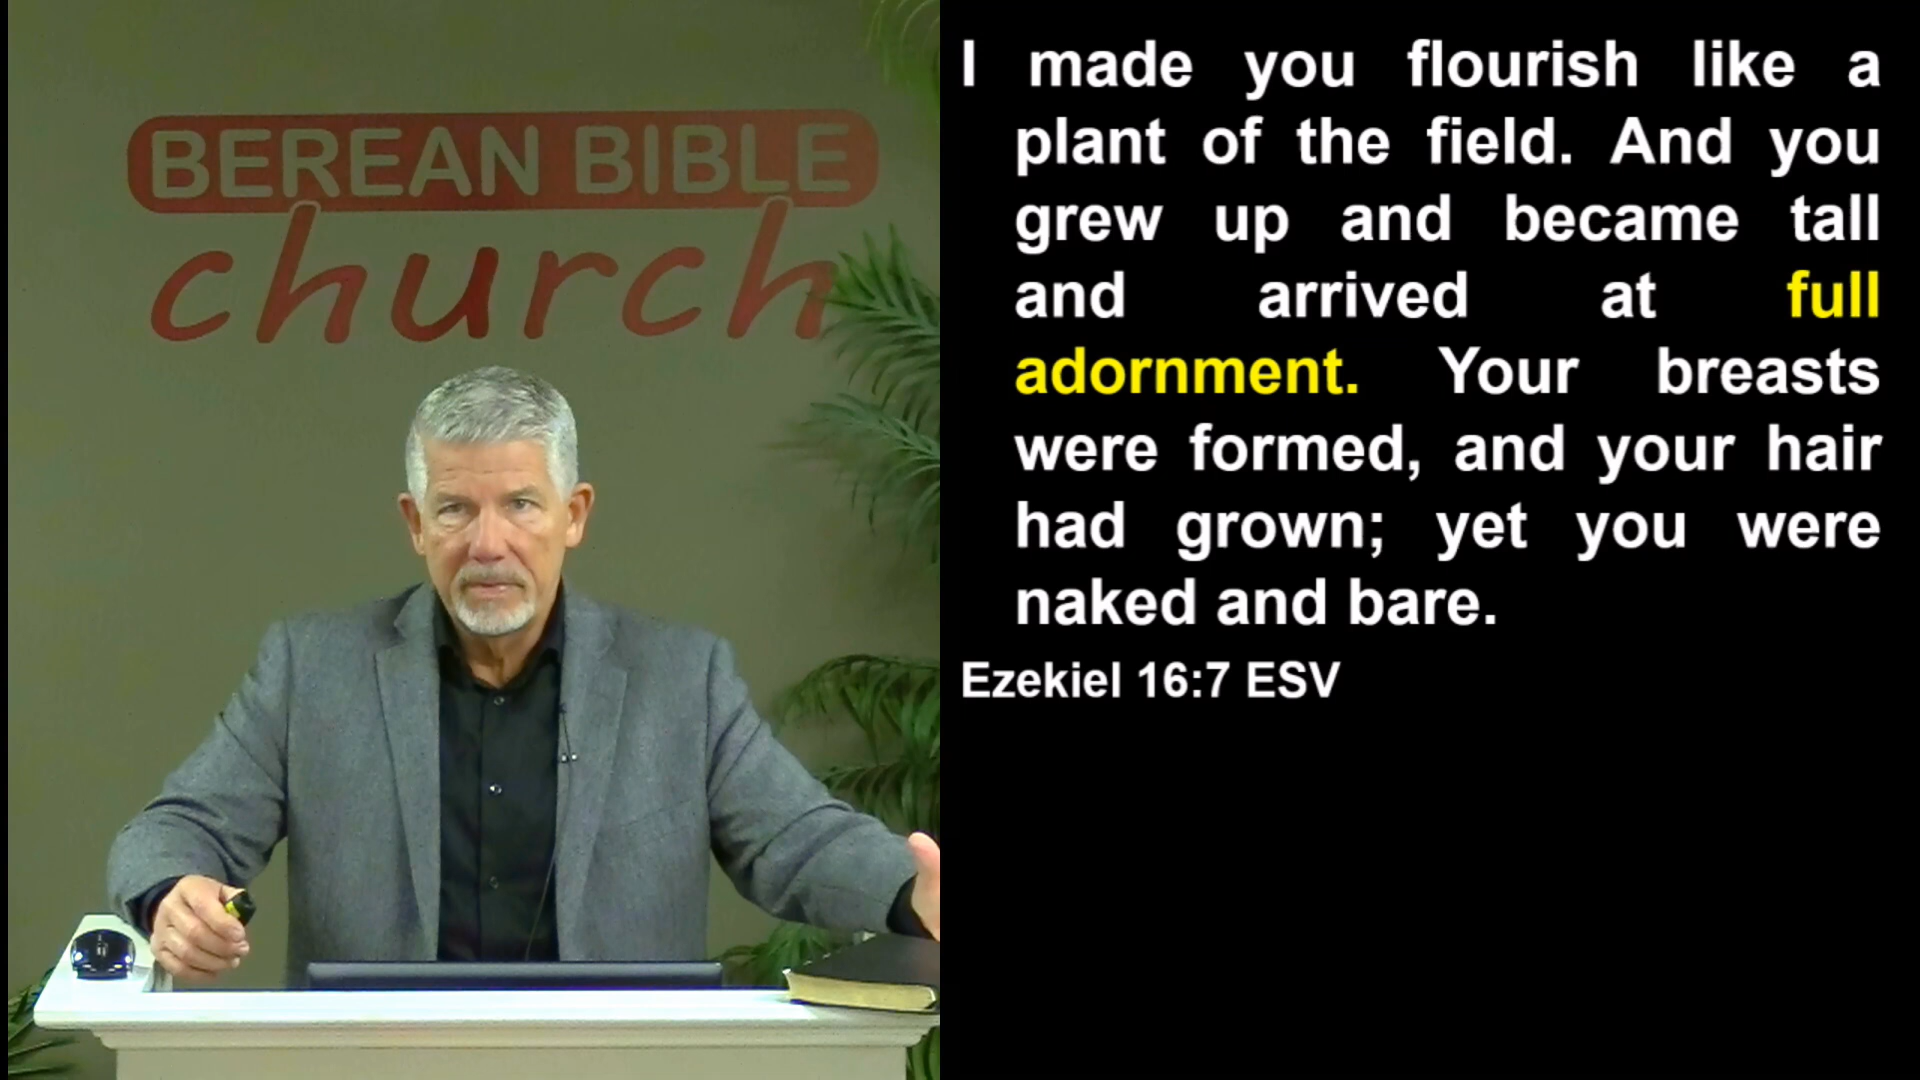 BEREAN BIBLE
church
I made you flourish like a
plant of the field. And you
grew up and became tall
and arrived at full
adornment. Your breasts
were formed, and your hair
had grown; yet you were
naked and bare.
Ezekiel 16:7 ESV